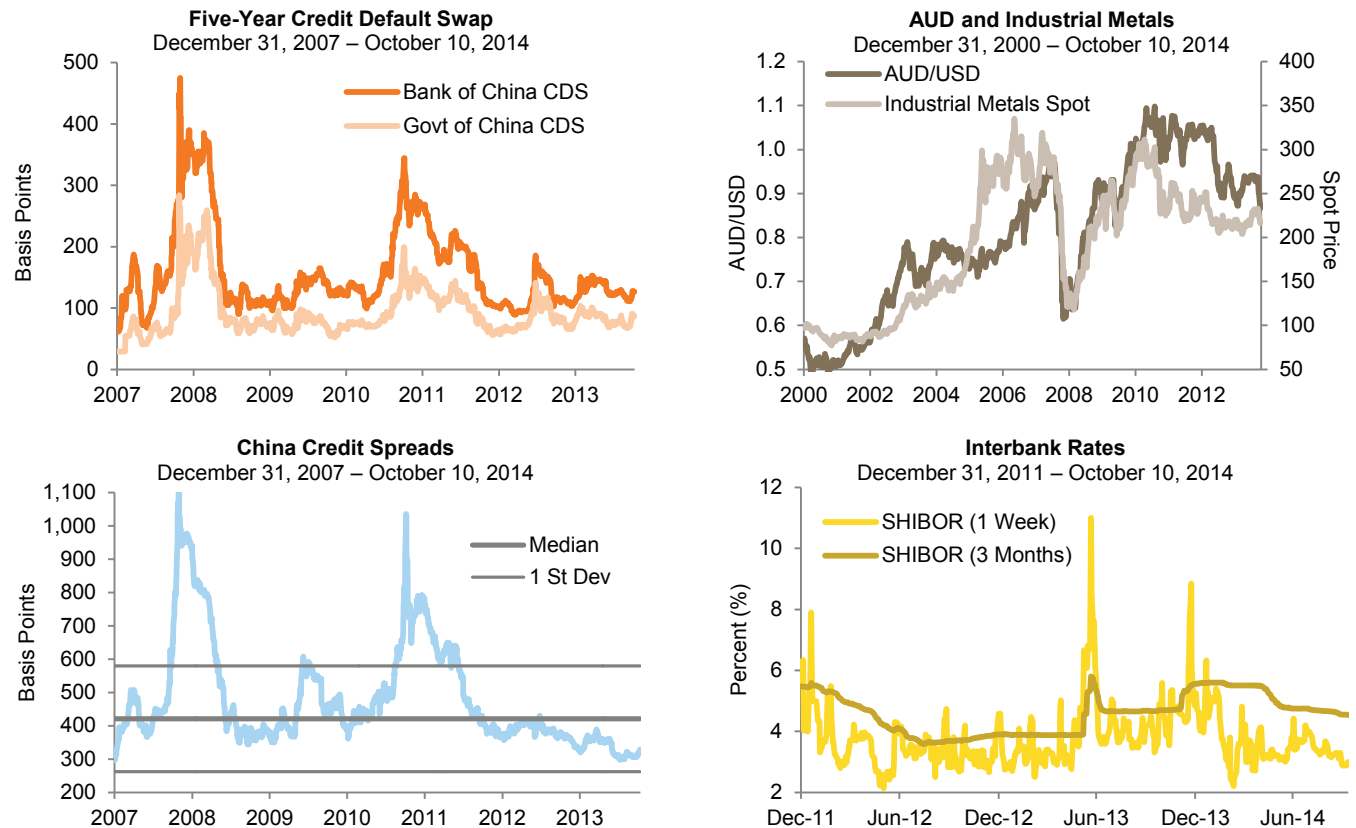 Five-Year Credit Default Swap
December 31, 2007 – October 10, 2014
500
400
300
200
100
0
Basis Points
Bank of China CDS
Govt of China CDS
2007 2008 2009 2010 2011 2012 2013
AUD and Industrial Metals
December 31, 2000 – October 10, 2014
1.2
1.1
1.0
0.9
0.8
0.7
0.6
0.5
AUD/USD
AUD/USD
Industrial Metals Spot
400
350
300
250
200
150
100
50
Spot Price
2000 2002 2004 2006 2008 2010 2012
China Credit Spreads
December 31, 2007 – October 10, 2014
1,100
1,000
900
800
700
600
500
400
300
200
Basis Points
Median
1 St Dev
2007 2008 2009 2010 2011 2012 2013
Interbank Rates
December 31, 2011 – October 10, 2014
12
10
8
6
4
2
Percent (%)
SHIBOR (1 Week)
SHIBOR (3 Months)
Dec-11 Jun-12 Dec-12 Jun-13 Dec-13 Jun-14